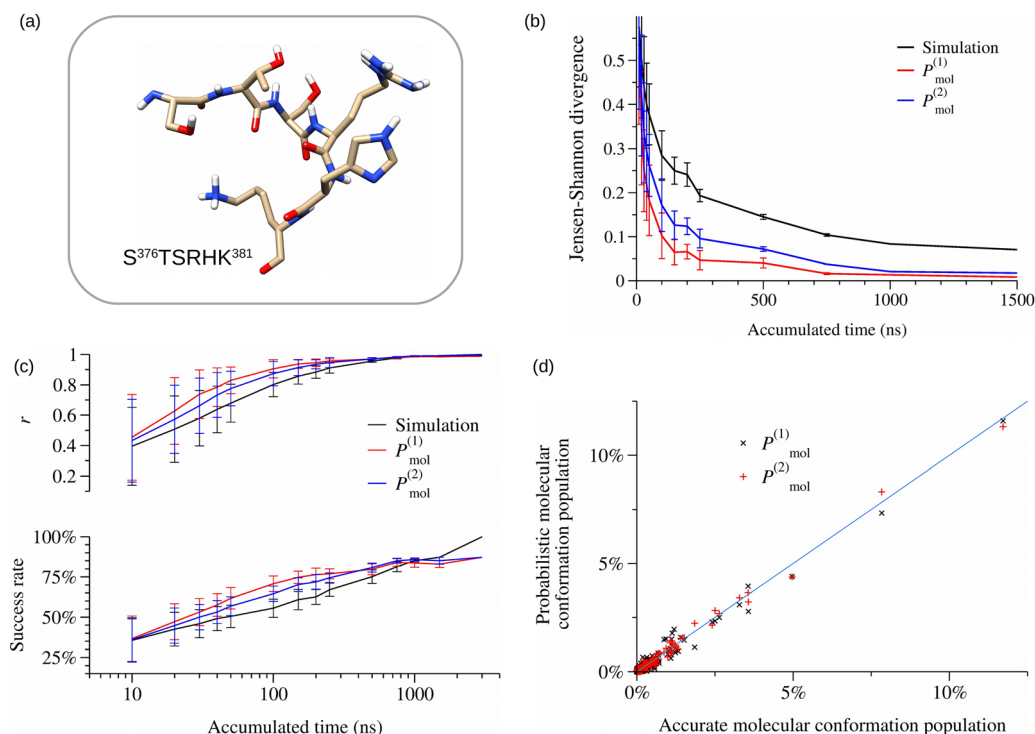 (a)
S³⁷⁶TSRHK³⁸¹
(b)
Jensen-Shannon divergence
0.5
0.4
0.3
0.2
0.1
0
0
500
1000
1500
Accumulated time (ns)
Simulation
P mol (1)
P mol (2)
(c)
r
1
0.8
0.6
0.4
0.2
Simulation
P mol (1)
P mol (2)
Success rate
100%
75%
50%
25%
10
100
1000
Accumulated time (ns)
(d)
Probabilistic molecular
conformation population
10%
5%
0%
0%
5%
10%
P mol (1)
P mol (2)
Accurate molecular conformation population